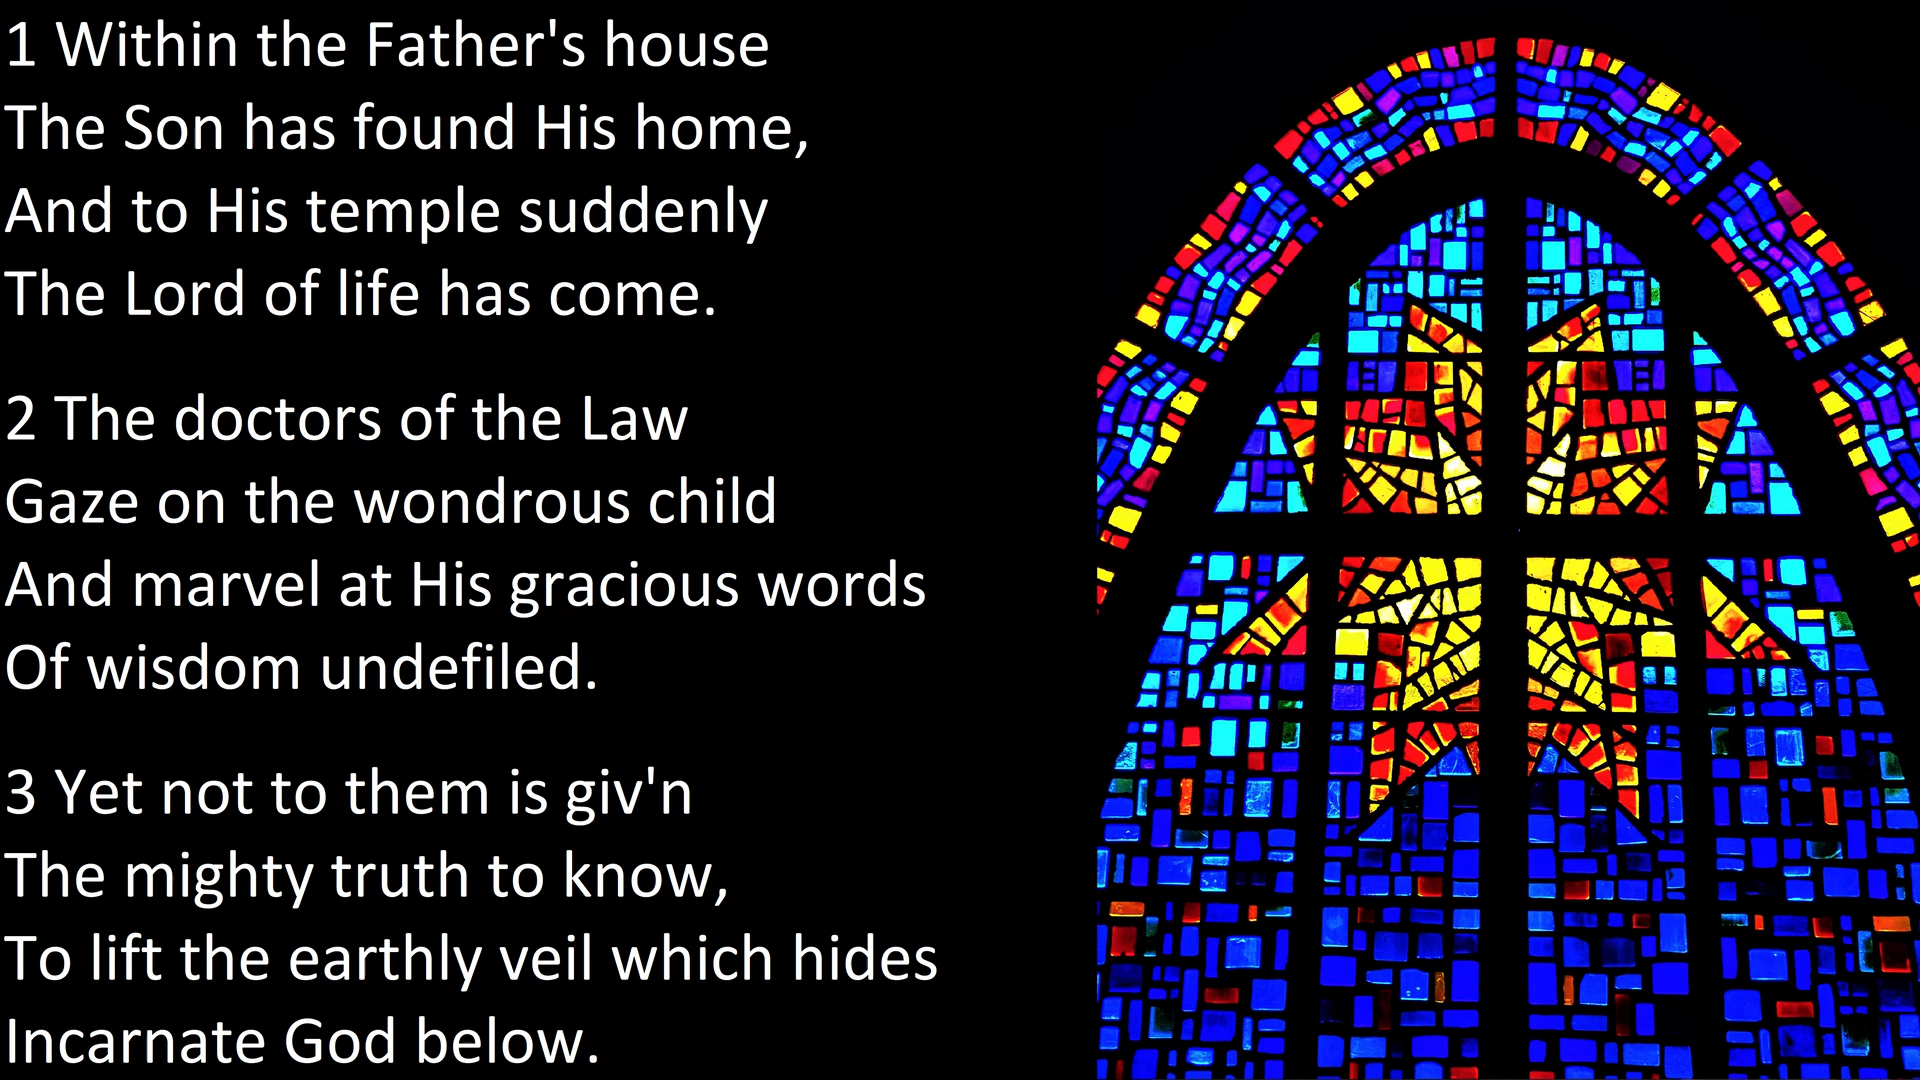 1 Within the Father's house
The Son has found His home,
And to His temple suddenly
The Lord of life has come.
2 The doctors of the Law
Gaze on the wondrous child
And marvel at His gracious words
Of wisdom undefiled.
3 Yet not to them is giv'n
The mighty truth to know,
To lift the earthly veil which hides
Incarnate God below.